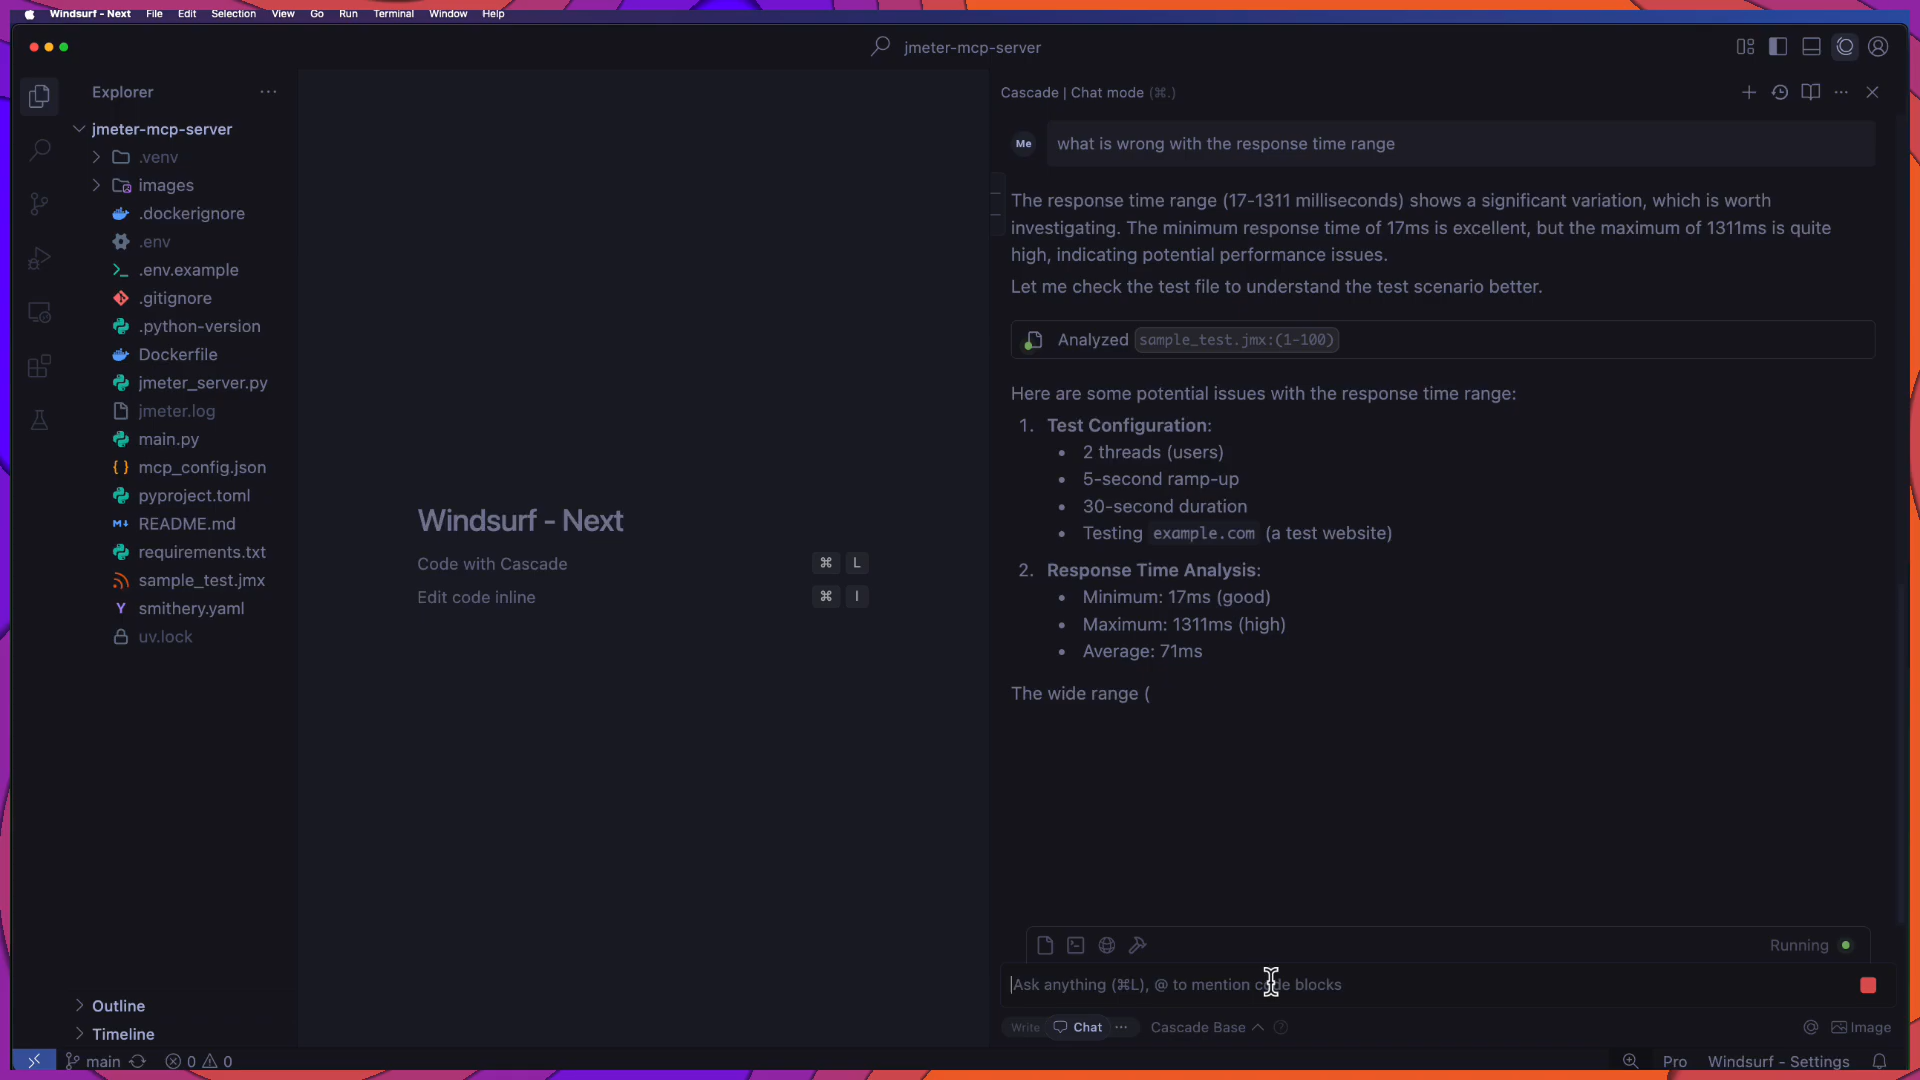 Windsurf - Next File Edit Selection View Go Run Terminal Window Help
jmeter-mcp-server
Explorer
jmeter-mcp-server
.venv
images
.dockerignore
.env
.env.example
.gitignore
.python-version
Dockerfile
jmeter_server.py
jmeter.log
main.py
mcp_config.json
pyproject.toml
README.md
requirements.txt
sample_test.jmx
smithery.yaml
uv.lock
Outline
Timeline
Windsurf - Next
Code with Cascade ⌘ L
Edit code inline ⌘ I
Cascade | Chat mode (⌘.)
Me what is wrong with the response time range
The response time range (17-1311 milliseconds) shows a significant variation, which is worth
investigating. The minimum response time of 17ms is excellent, but the maximum of 1311ms is quite
high, indicating potential performance issues.
Let me check the test file to understand the test scenario better.
Analyzed sample_test.jmx:(1-100)
Here are some potential issues with the response time range:
1. Test Configuration:
• 2 threads (users)
• 5-second ramp-up
• 30-second duration
• Testing example.com (a test website)
2. Response Time Analysis:
• Minimum: 17ms (good)
• Maximum: 1311ms (high)
• Average: 71ms
The wide range (
Running
Ask anything (⌘L), @ to mention code blocks
Write Chat ... Cascade Base
Image
main 0 0
Pro Windsurf - Settings